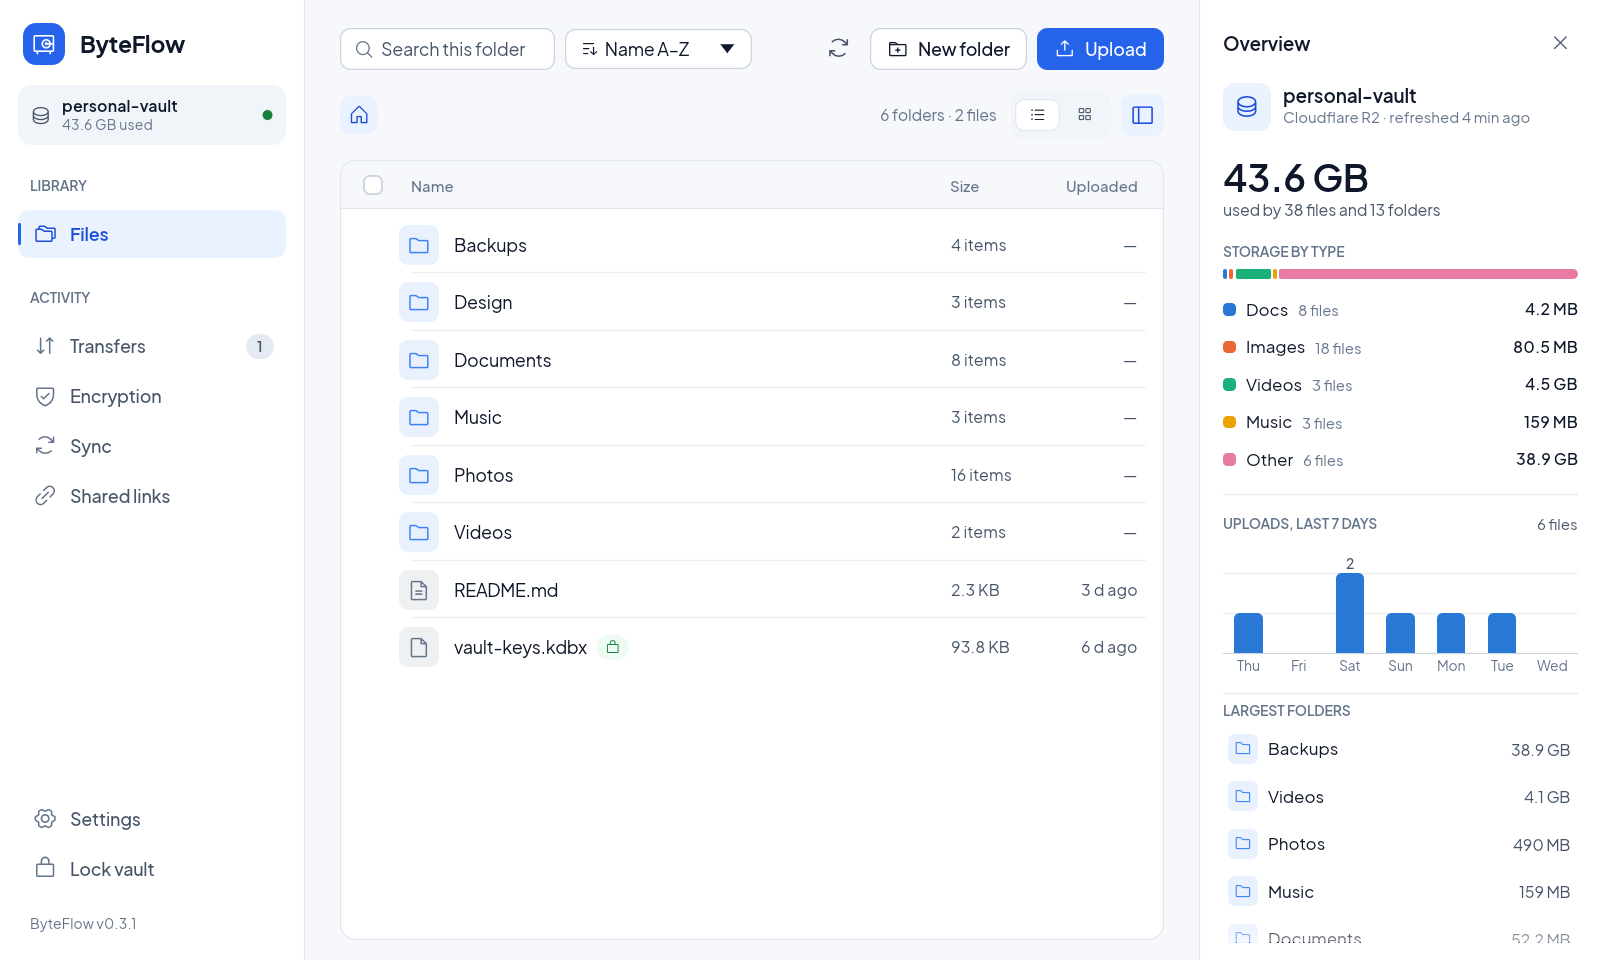 ByteFlow
personal-vault
43.6 GB used
LIBRARY
Files
ACTIVITY
Transfers 1
Encryption
Sync
Shared links
Settings
Lock vault
ByteFlow v0.3.1
Search this folder
Name A–Z
New folder
Upload
6 folders · 2 files
Name Size Uploaded
Backups 4 items —
Design 3 items —
Documents 8 items —
Music 3 items —
Photos 16 items —
Videos 2 items —
README.md 2.3 KB 3 d ago
vault-keys.kdbx 93.8 KB 6 d ago
Overview
personal-vault
Cloudflare R2 · refreshed 4 min ago
43.6 GB
used by 38 files and 13 folders
STORAGE BY TYPE
Docs 8 files 4.2 MB
Images 18 files 80.5 MB
Videos 3 files 4.5 GB
Music 3 files 159 MB
Other 6 files 38.9 GB
UPLOADS, LAST 7 DAYS 6 files
2
Thu Fri Sat Sun Mon Tue Wed
LARGEST FOLDERS
Backups 38.9 GB
Videos 4.1 GB
Photos 490 MB
Music 159 MB
Documents 52.2 MB